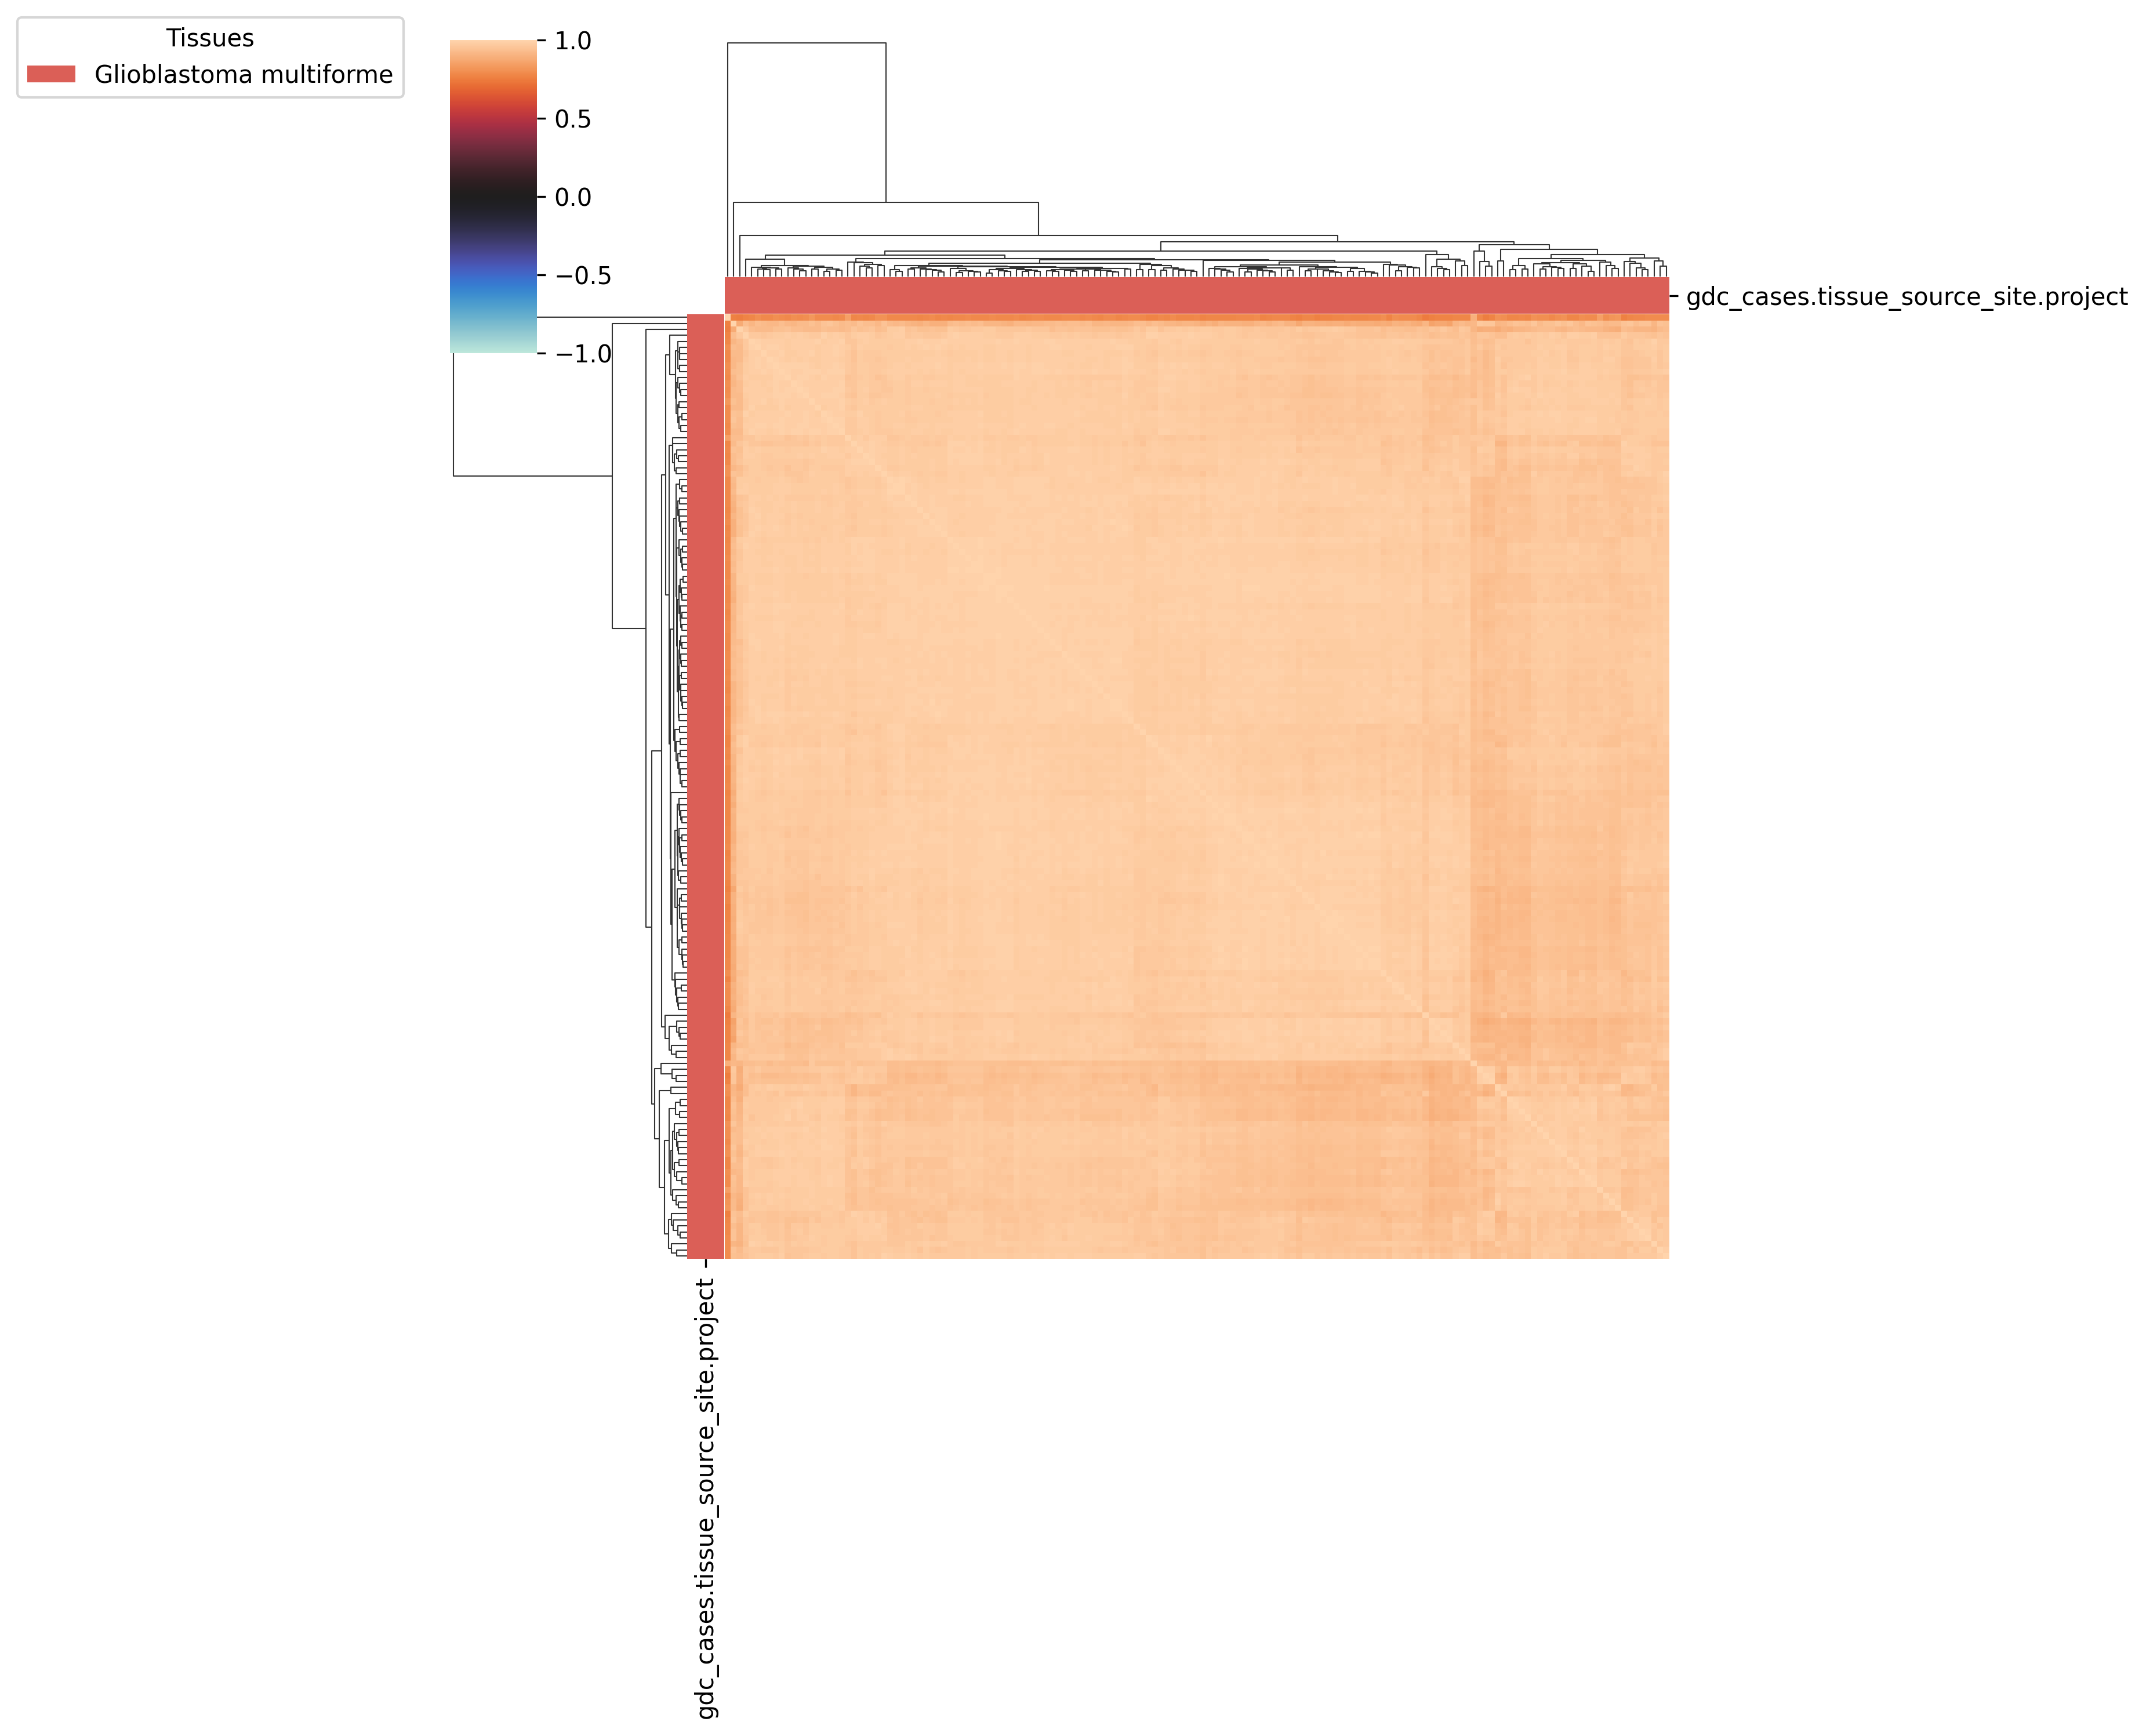 Tissues
Glioblastoma multiforme
1.0
0.5
0.0
−0.5
−1.0
gdc_cases.tissue_source_site.project
gdc_cases.tissue_source_site.project